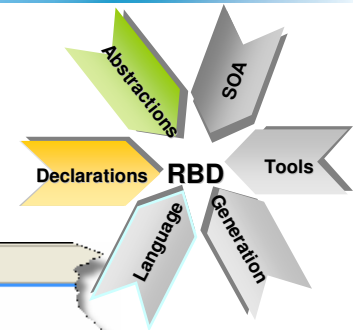 Abstractions
SOA
Declarations
RBD
Tools
Language
Generation